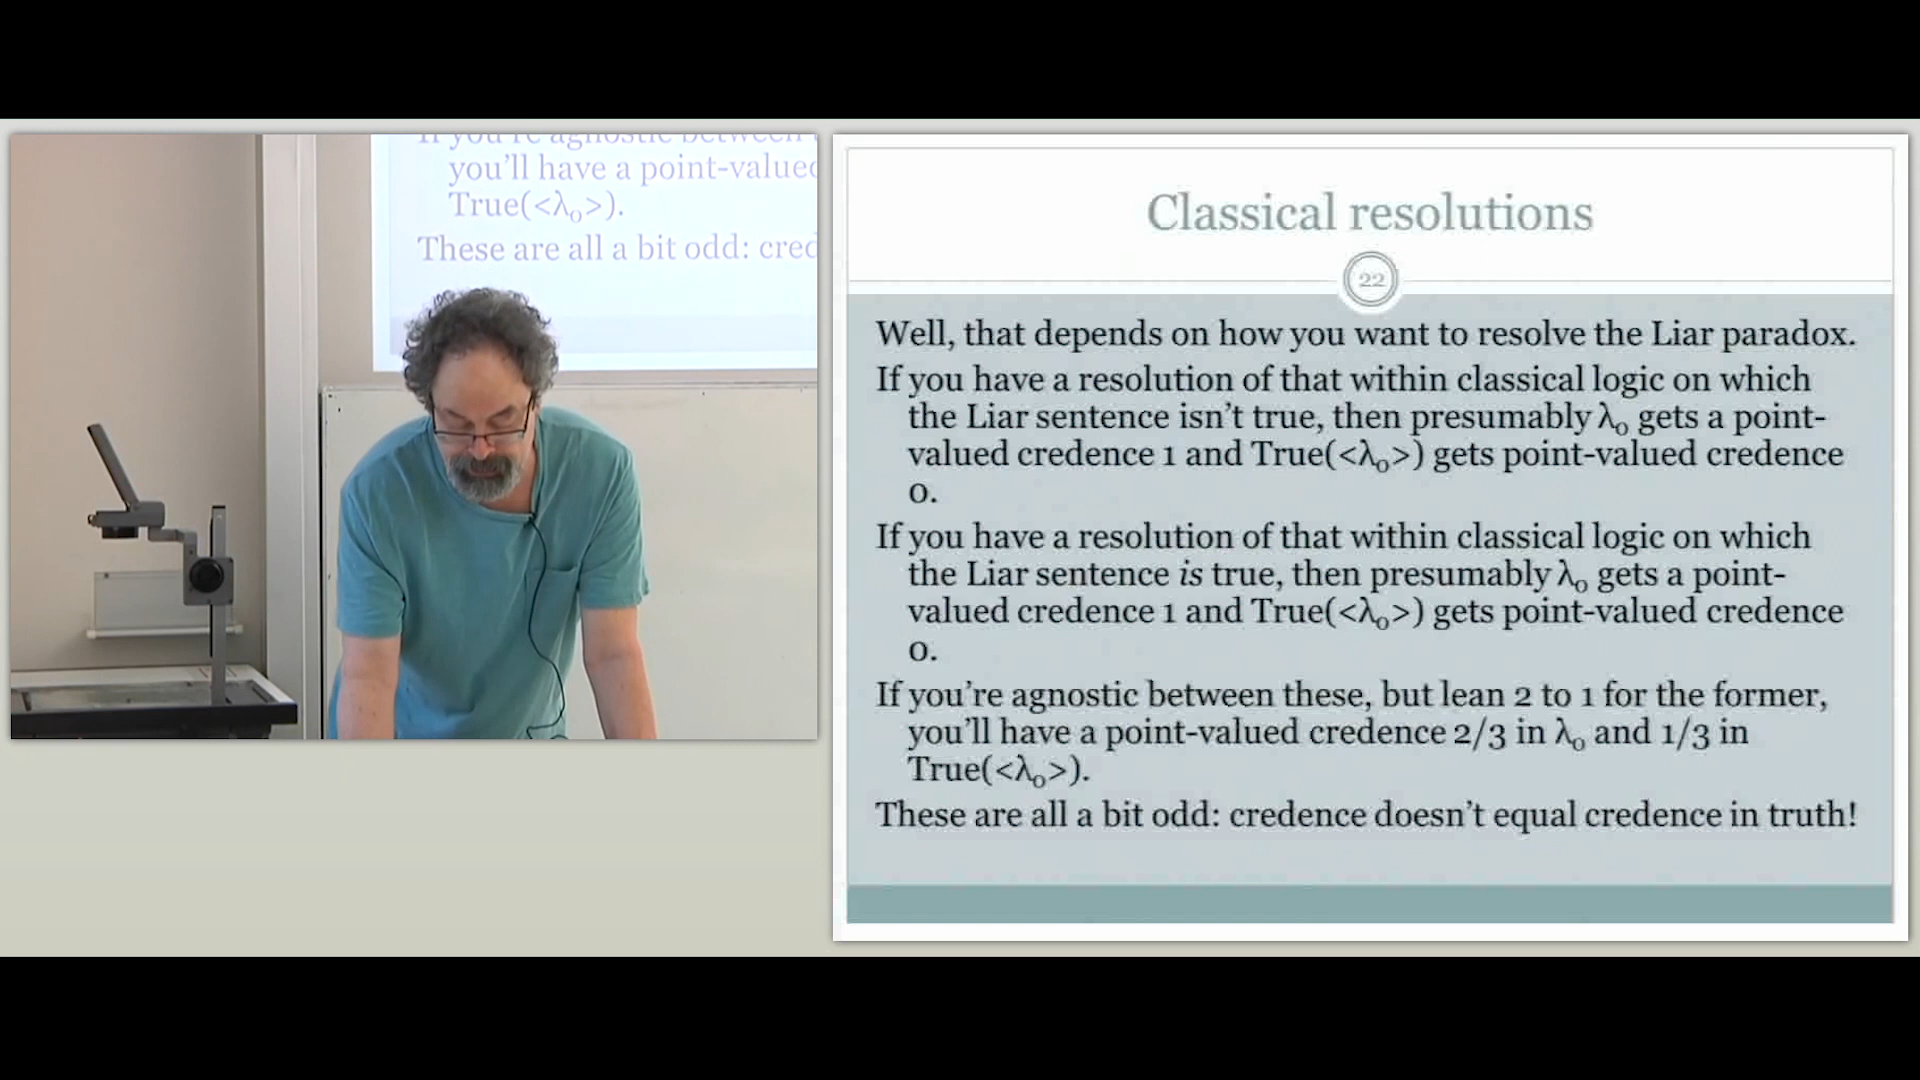 If you're agnostic between
you'll have a point-valued
True(<λ₀>).
These are all a bit odd: cred
Classical resolutions
22
Well, that depends on how you want to resolve the Liar paradox.
If you have a resolution of that within classical logic on which
the Liar sentence isn't true, then presumably λ₀ gets a point-
valued credence 1 and True(<λ₀>) gets point-valued credence
0.
If you have a resolution of that within classical logic on which
the Liar sentence is true, then presumably λ₀ gets a point-
valued credence 1 and True(<λ₀>) gets point-valued credence
0.
If you're agnostic between these, but lean 2 to 1 for the former,
you'll have a point-valued credence 2/3 in λ₀ and 1/3 in
True(<λ₀>).
These are all a bit odd: credence doesn't equal credence in truth!